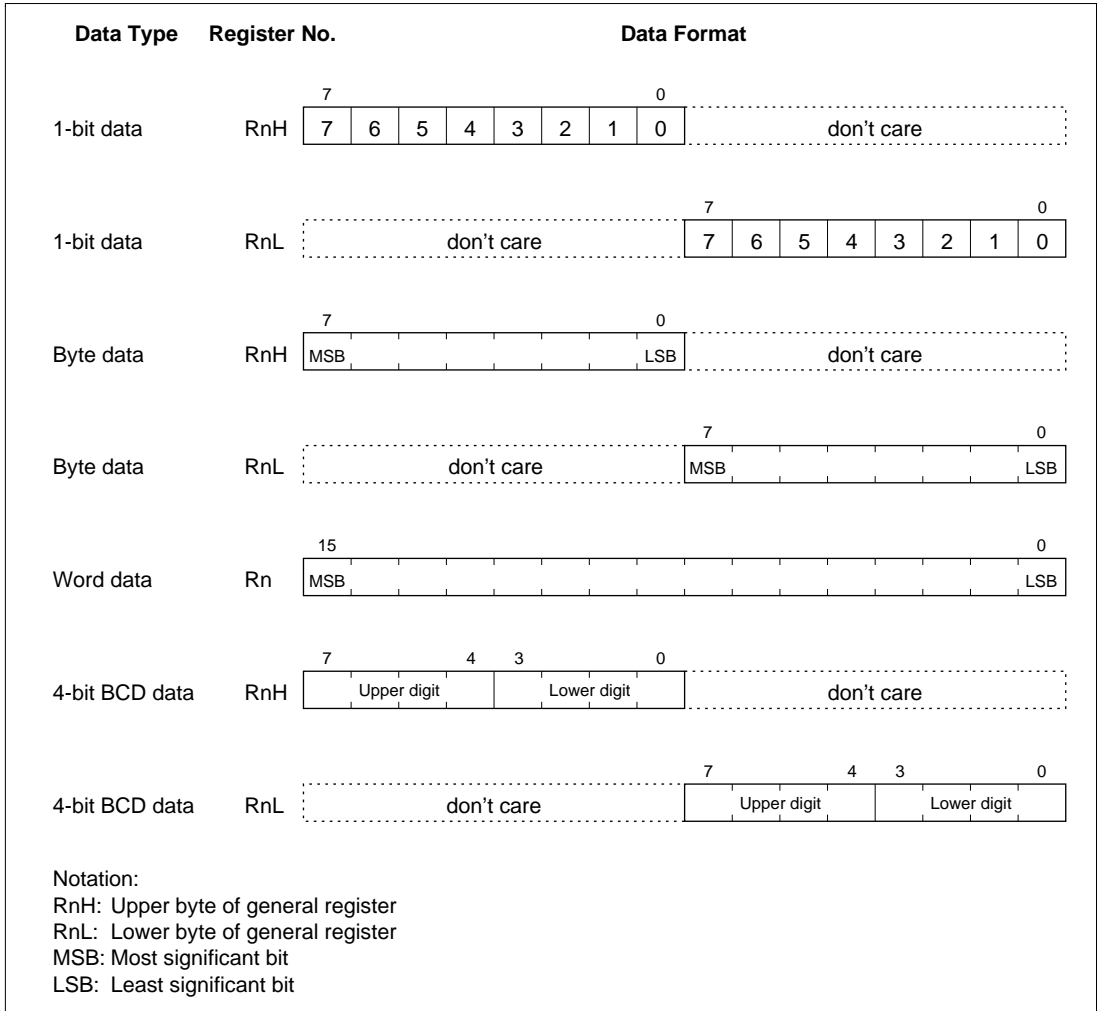 Data Type Register No. Data Format
7 0
1-bit data RnH 7 6 5 4 3 2 1 0 don't care
7 0
1-bit data RnL don't care 7 6 5 4 3 2 1 0
7 0
Byte data RnH MSB LSB don't care
7 0
Byte data RnL don't care MSB LSB
15 0
Word data Rn MSB LSB
7 4 3 0
4-bit BCD data RnH Upper digit Lower digit don't care
7 4 3 0
4-bit BCD data RnL don't care Upper digit Lower digit
Notation:
RnH: Upper byte of general register
RnL: Lower byte of general register
MSB: Most significant bit
LSB: Least significant bit